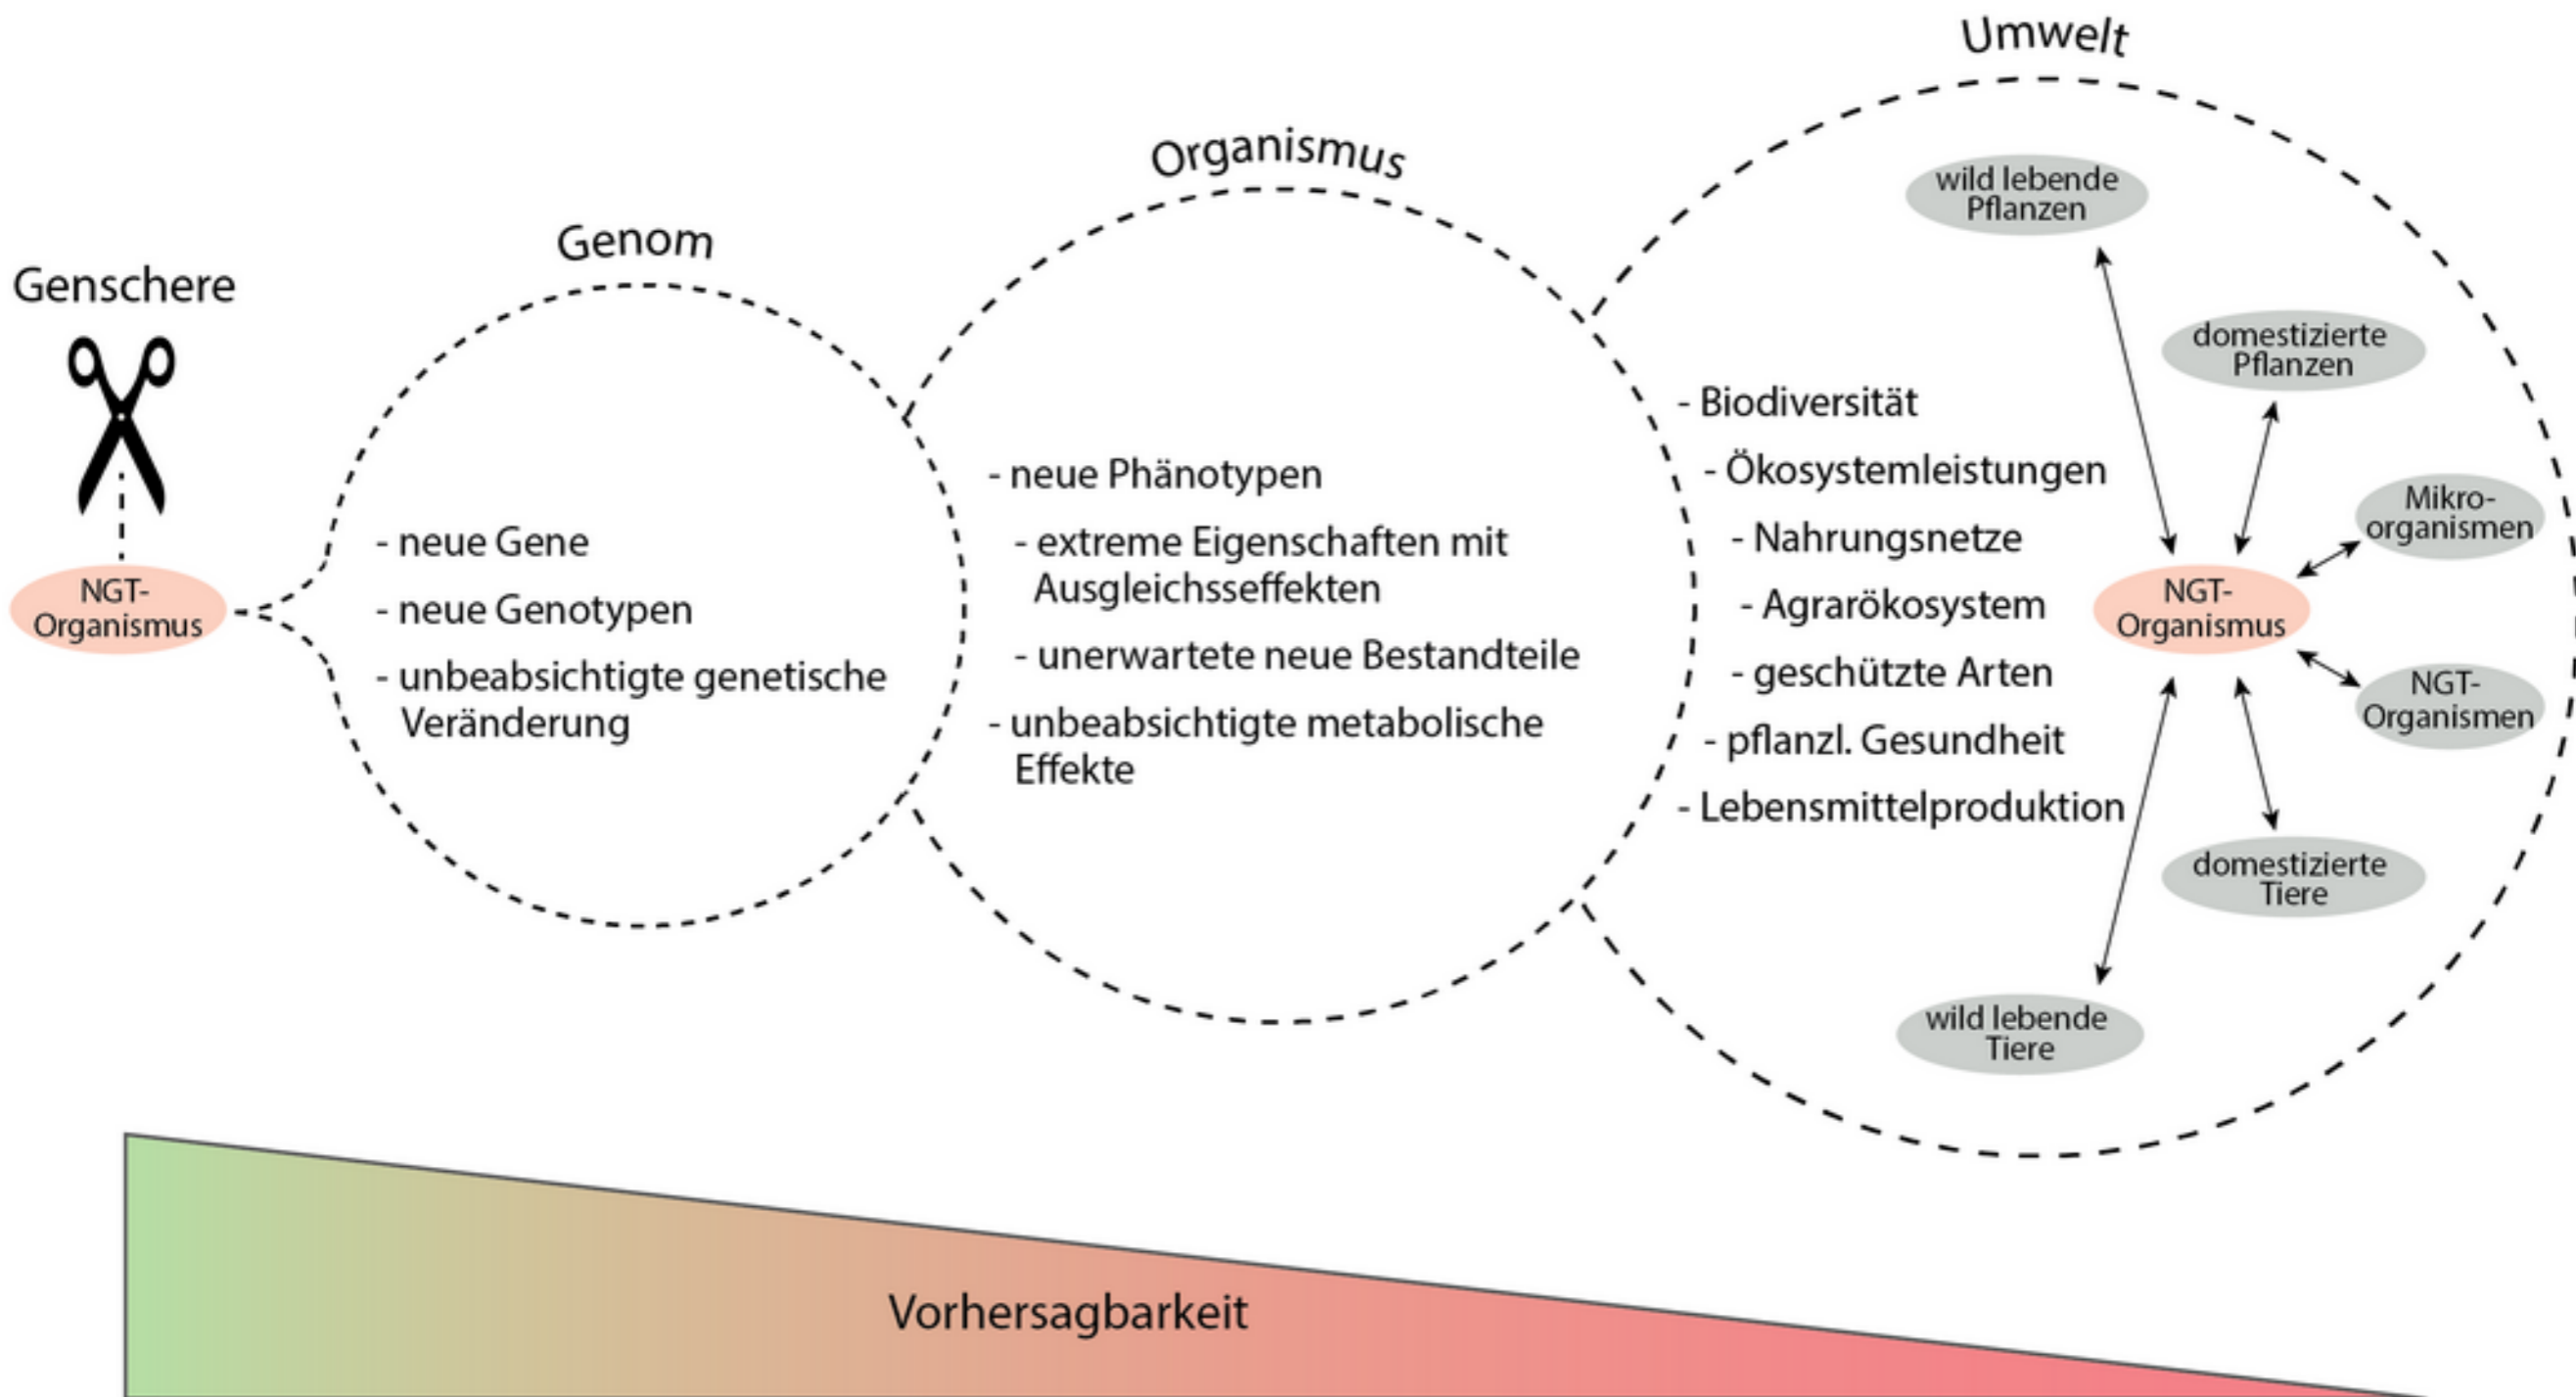 Genschere
NGT-
Organismus
Genom
- neue Gene
- neue Genotypen
- unbeabsichtigte genetische
Veränderung
Organismus
- neue Phänotypen
- extreme Eigenschaften mit
Ausgleichsseffekten
- unerwartete neue Bestandteile
- unbeabsichtigte metabolische
Effekte
Umwelt
- Biodiversität
- Ökosystemleistungen
- Nahrungsnetze
- Agrarökosystem
- geschützte Arten
- pflanzl. Gesundheit
- Lebensmittelproduktion
wild lebende
Pflanzen
domestizierte
Pflanzen
Mikro-
organismen
NGT-
Organismus
NGT-
Organismen
domestizierte
Tiere
wild lebende
Tiere
Vorhersagbarkeit